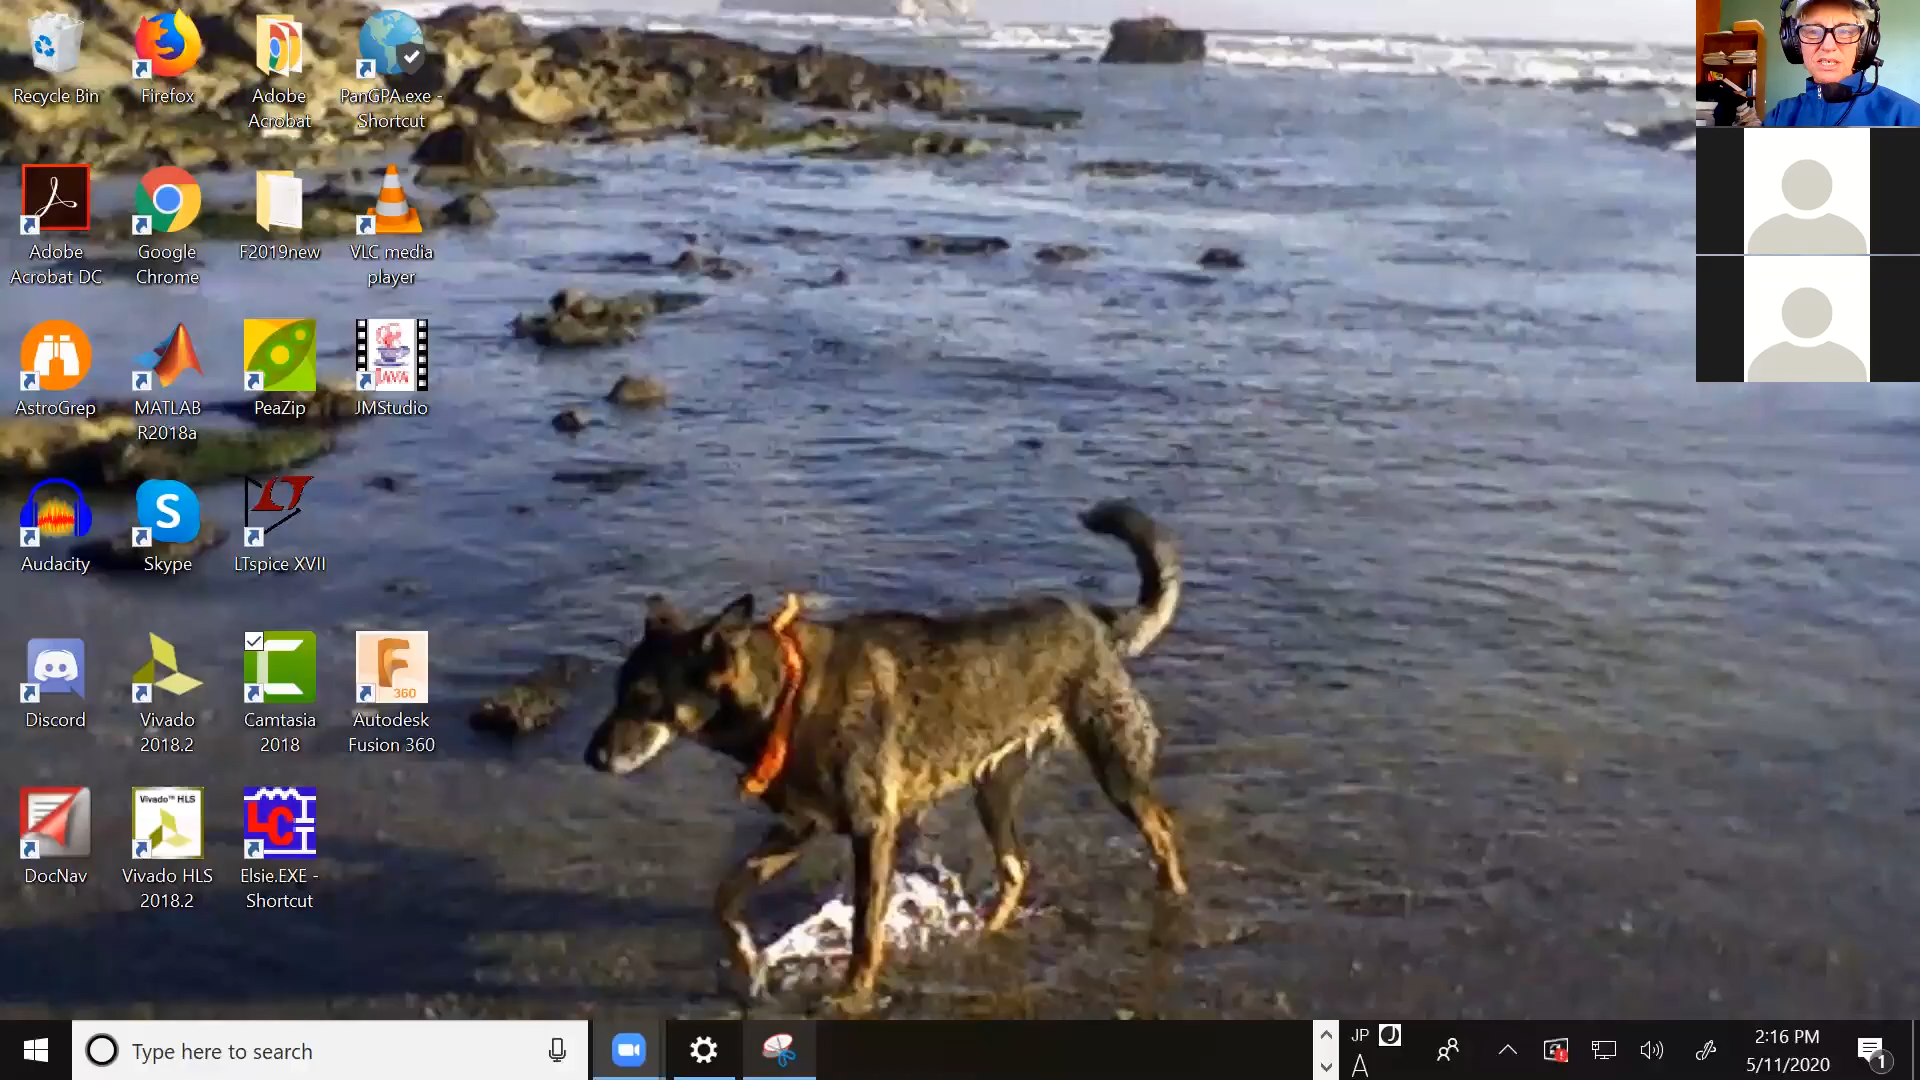 Recycle Bin
Firefox
Adobe
Acrobat
PanGPA.exe -
Shortcut
Adobe
Acrobat DC
Google
Chrome
F2019new
VLC media
player
AstroGrep
MATLAB
R2018a
PeaZip
JAVA
JMStudio
Audacity
S
Skype
LT
LTspice XVII
Discord
Vivado
2018.2
C
Camtasia
2018
F
360
Autodesk
Fusion 360
DocNav
Vivado™ HLS
Vivado HLS
2018.2
LC
Elsie.EXE -
Shortcut
Type here to search
JP
J
A
2:16 PM
5/11/2020
1